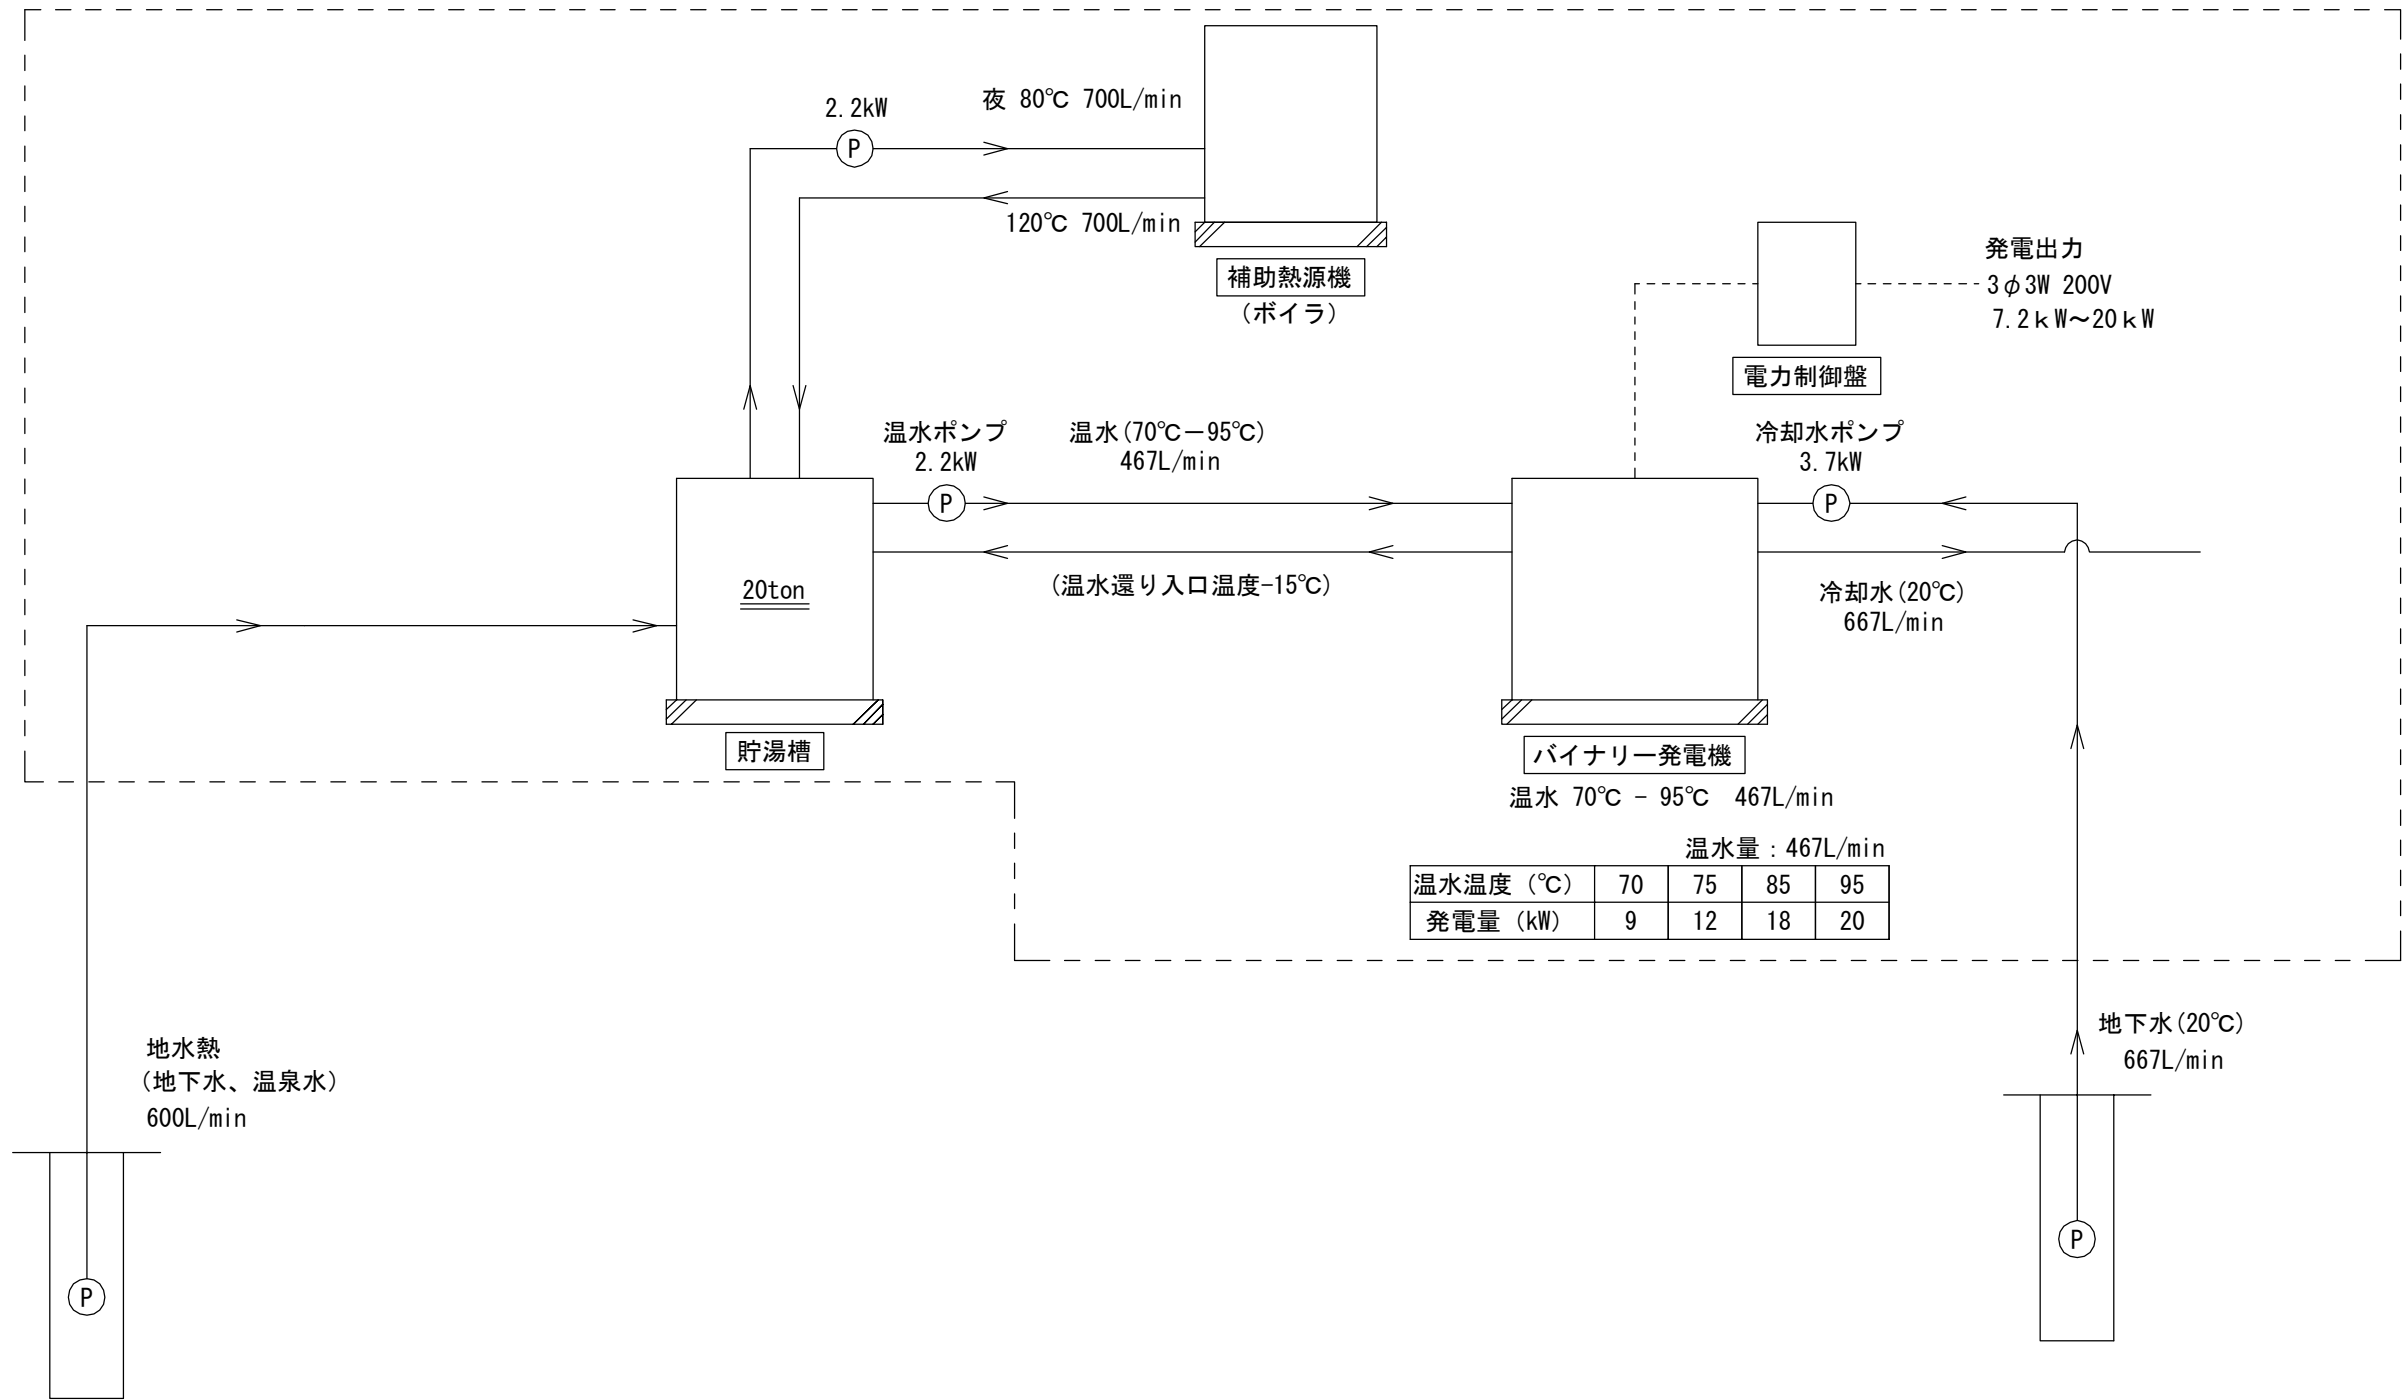 2.2kW
夜 80℃ 700L/min
P
120℃ 700L/min
補助熱源機
(ボイラ)
発電出力
3φ3W 200V
7.2kW～20kW
電力制御盤
温水ポンプ
2.2kW
温水(70℃－95℃)
467L/min
冷却水ポンプ
3.7kW
P
P
20ton
(温水還り入口温度-15℃)
冷却水(20℃)
667L/min
貯湯槽
バイナリー発電機
温水 70℃ - 95℃ 467L/min
温水量：467L/min
温水温度 (℃) 70 75 85 95
発電量 (kW) 9 12 18 20
地水熱
(地下水、温泉水)
600L/min
地下水(20℃)
667L/min
P
P